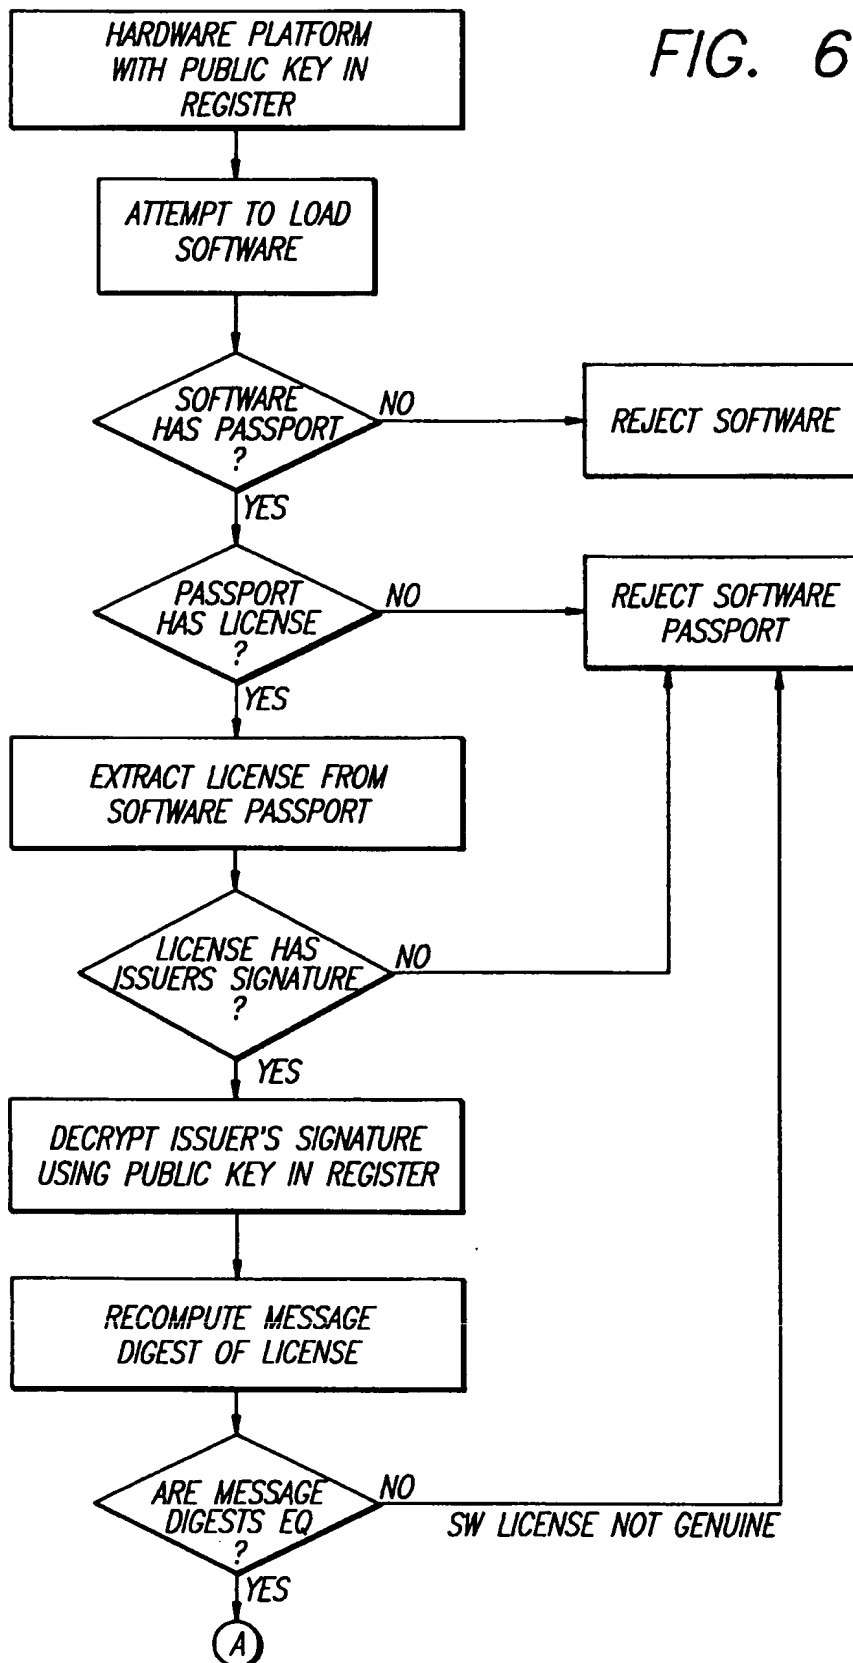 FIG. 6
HARDWARE PLATFORM
WITH PUBLIC KEY IN
REGISTER
ATTEMPT TO LOAD
SOFTWARE
SOFTWARE
HAS PASSPORT
?
NO
REJECT SOFTWARE
YES
PASSPORT
HAS LICENSE
?
NO
REJECT SOFTWARE
PASSPORT
YES
EXTRACT LICENSE FROM
SOFTWARE PASSPORT
LICENSE HAS
ISSUERS SIGNATURE
?
NO
YES
DECRYPT ISSUER'S SIGNATURE
USING PUBLIC KEY IN REGISTER
RECOMPUTE MESSAGE
DIGEST OF LICENSE
ARE MESSAGE
DIGESTS EQ
?
NO
SW LICENSE NOT GENUINE
YES
A